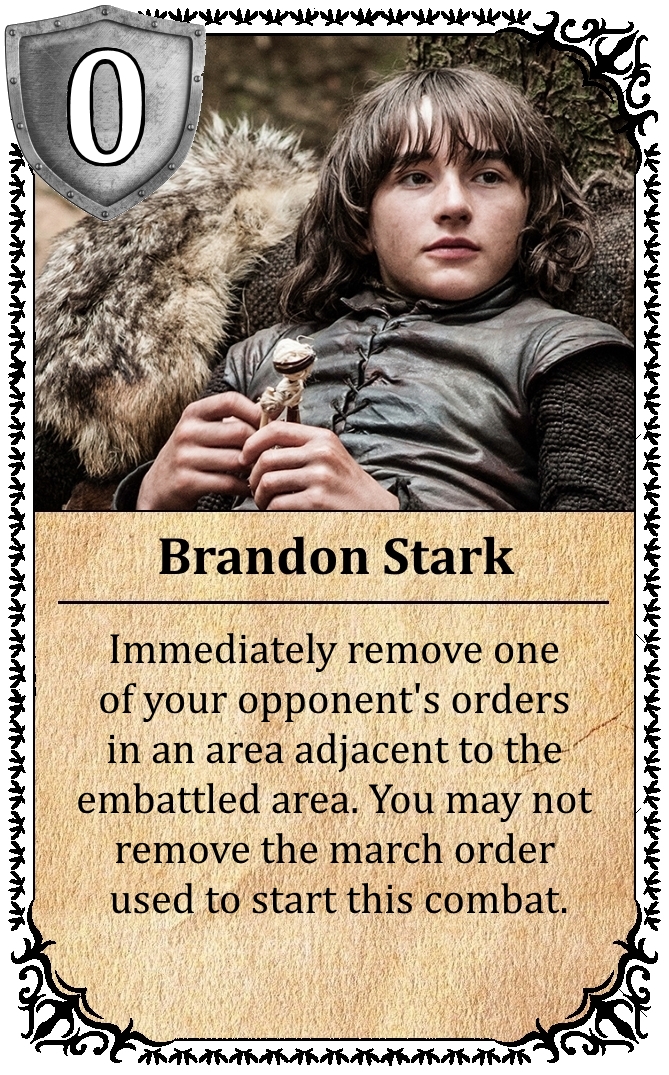 0
Brandon Stark
Immediately remove one
of your opponent's orders
in an area adjacent to the
embattled area. You may not
remove the march order
used to start this combat.